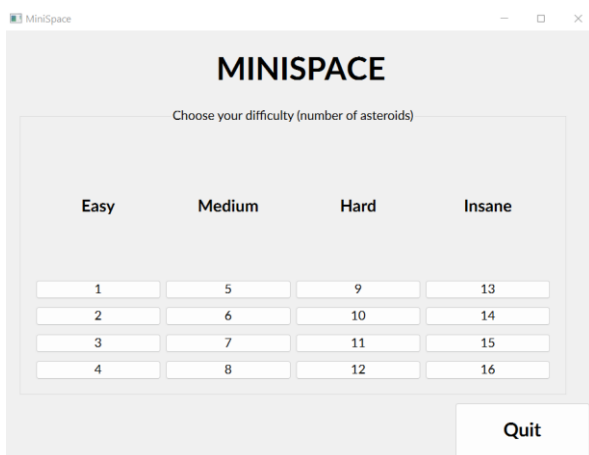 MiniSpace
MINISPACE
Choose your difficulty (number of asteroids)
Easy Medium Hard Insane
1 5 9 13
2 6 10 14
3 7 11 15
4 8 12 16
Quit